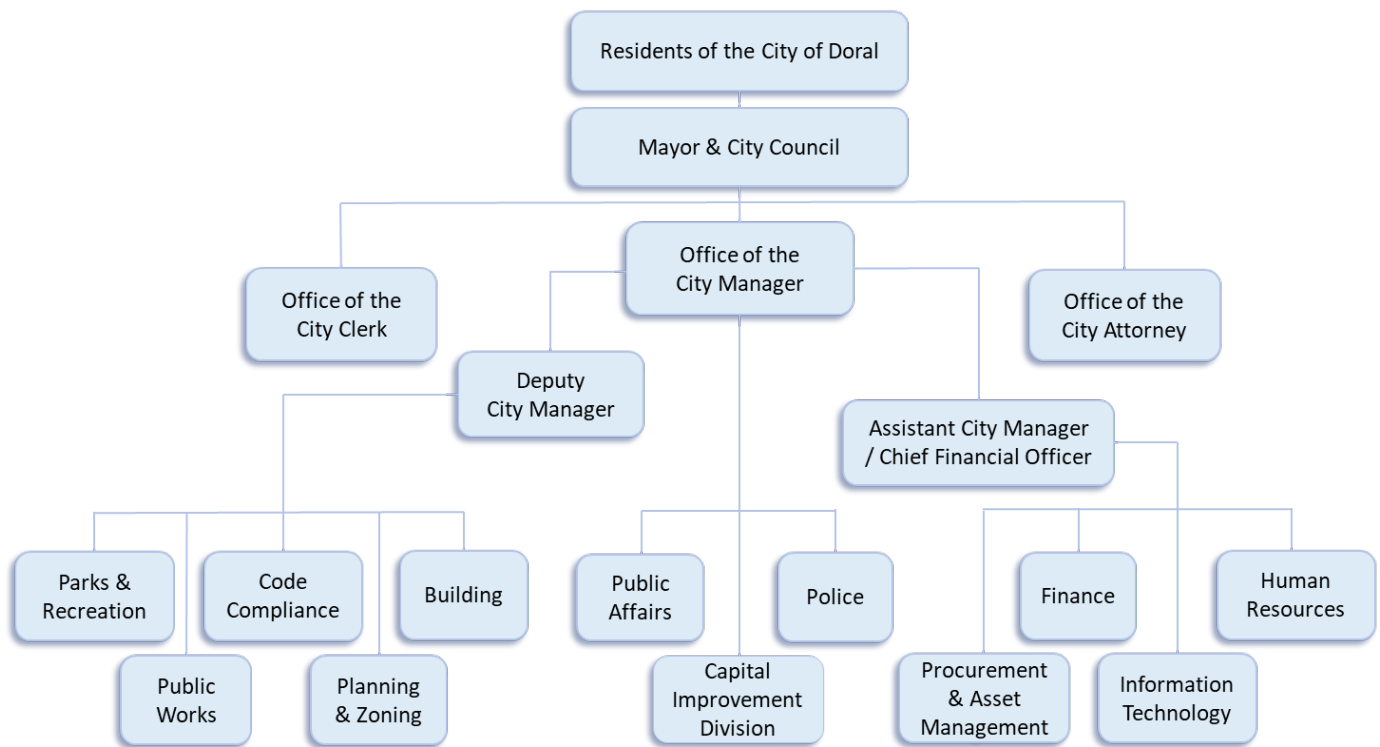 Residents of the City of Doral
Mayor & City Council
Office of the
City Manager
Office of the
City Clerk
Office of the
City Attorney
Deputy
City Manager
Assistant City Manager
/ Chief Financial Officer
Parks &
Recreation
Code
Compliance
Building
Public
Affairs
Police
Finance
Human
Resources
Public
Works
Planning
& Zoning
Capital
Improvement
Division
Procurement
& Asset
Management
Information
Technology